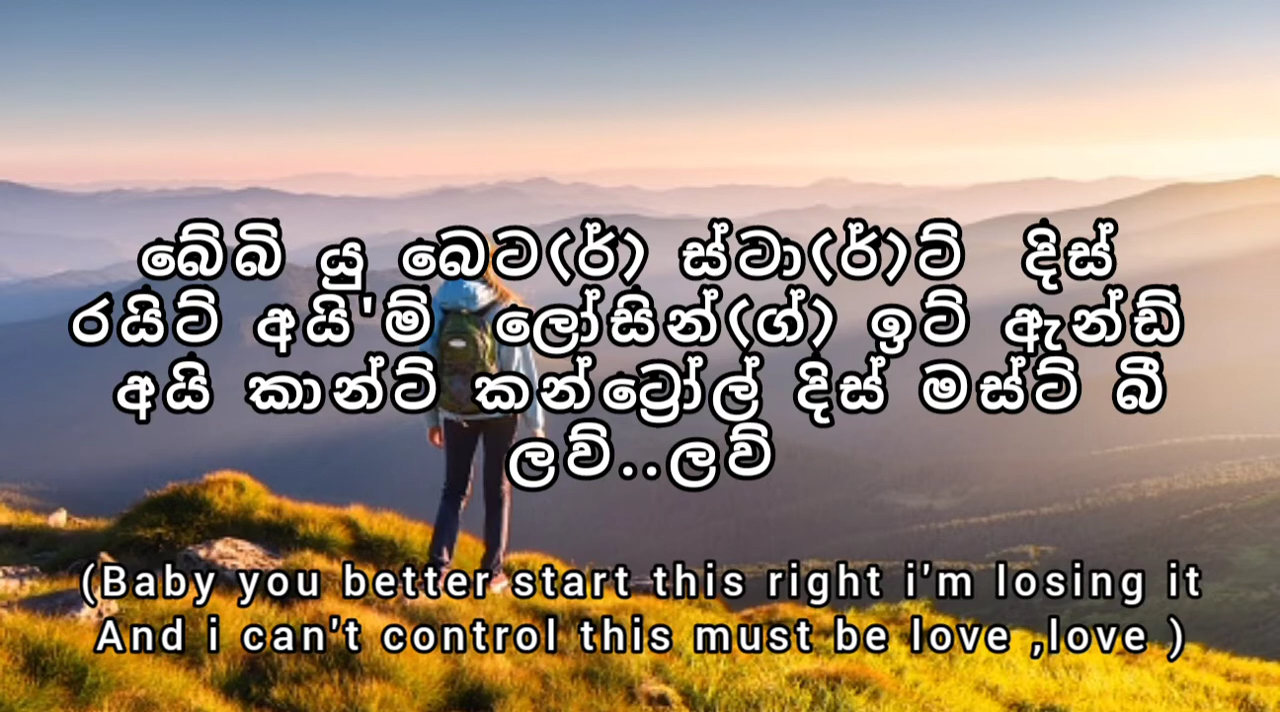 බේබි යු බෙට(ර්) ස්ටා(ර්)ට් දිස්
රයිට් අයි'ම් ලෝසින්(ග්) ඉට් ඇන්ඩ්
අයි කාන්ට් කන්ට්‍රෝල් දිස් මස්ට් බී
ලව්..ලව්
(Baby you better start this right i'm losing it
And i can't control this must be love ,love )